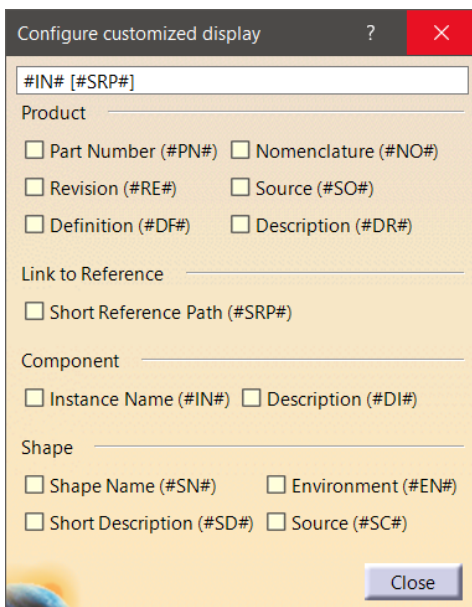 Configure customized display ?
#IN# [#SRP#]
Product
Part Number (#PN#) Nomenclature (#NO#)
Revision (#RE#) Source (#SO#)
Definition (#DF#) Description (#DR#)
Link to Reference
Short Reference Path (#SRP#)
Component
Instance Name (#IN#) Description (#DI#)
Shape
Shape Name (#SN#) Environment (#EN#)
Short Description (#SD#) Source (#SC#)
Close